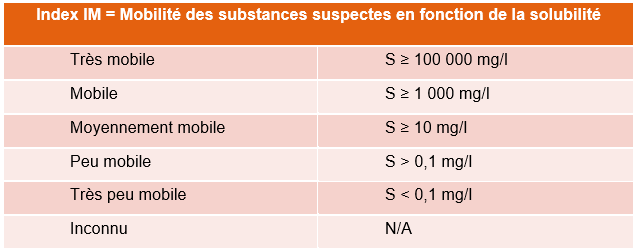 Index IM = Mobilité des substances suspectes en fonction de la solubilité
Très mobile S ≥ 100 000 mg/l
Mobile S ≥ 1 000 mg/l
Moyennement mobile S ≥ 10 mg/l
Peu mobile S > 0,1 mg/l
Très peu mobile S < 0,1 mg/l
Inconnu N/A